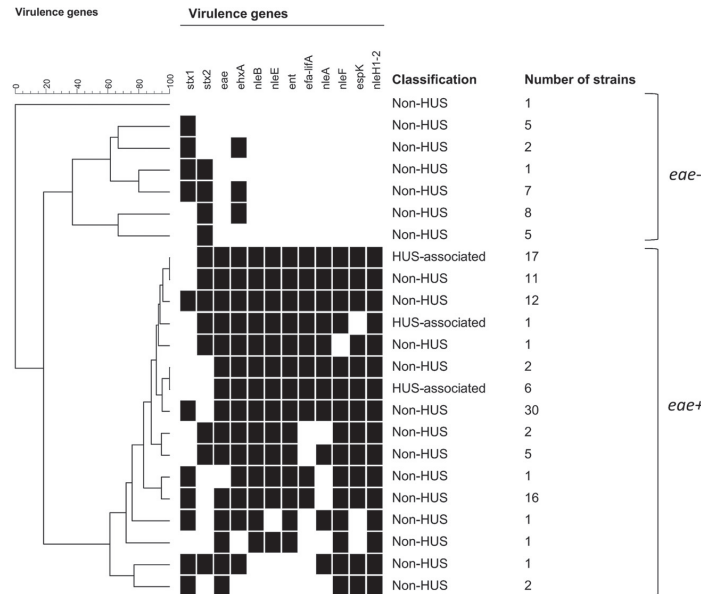 Virulence genes
Virulence genes
0
20
40
60
80
100
stx1
stx2
eae
ehxA
nleB
nleE
ent
efa-lifA
nleA
nleF
espK
nleH1-2
Classification Number of strains
Non-HUS 1
Non-HUS 5
Non-HUS 2
Non-HUS 1
Non-HUS 7
Non-HUS 8
Non-HUS 5
eae-
HUS-associated 17
Non-HUS 11
Non-HUS 12
HUS-associated 1
Non-HUS 1
Non-HUS 2
HUS-associated 6
Non-HUS 30
Non-HUS 2
Non-HUS 5
Non-HUS 1
Non-HUS 16
Non-HUS 1
Non-HUS 1
Non-HUS 1
Non-HUS 2
eae+